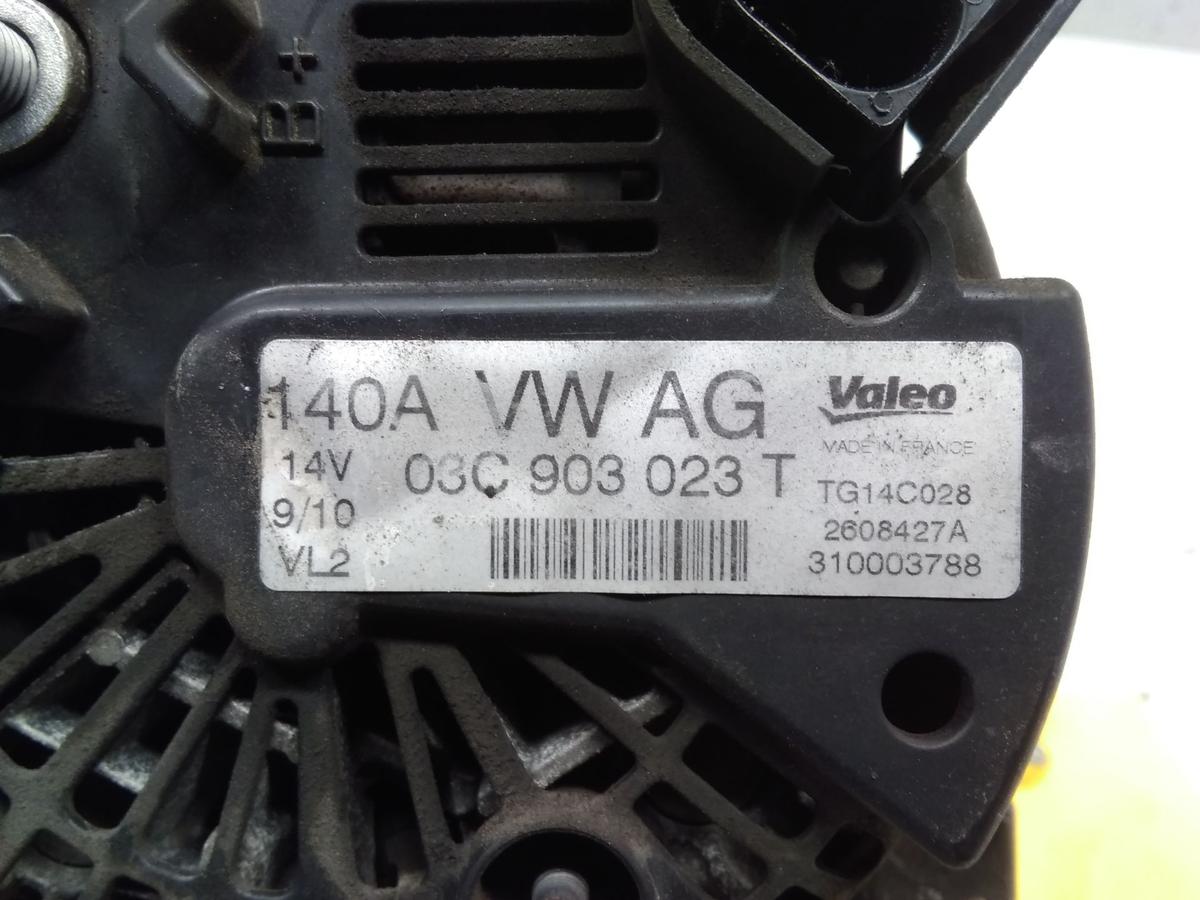 B+
140A VW AG
14V 03C 903 023 T
9/10
VL2
Valeo
MADE IN FRANCE
TG14C028
2608427A
310003788